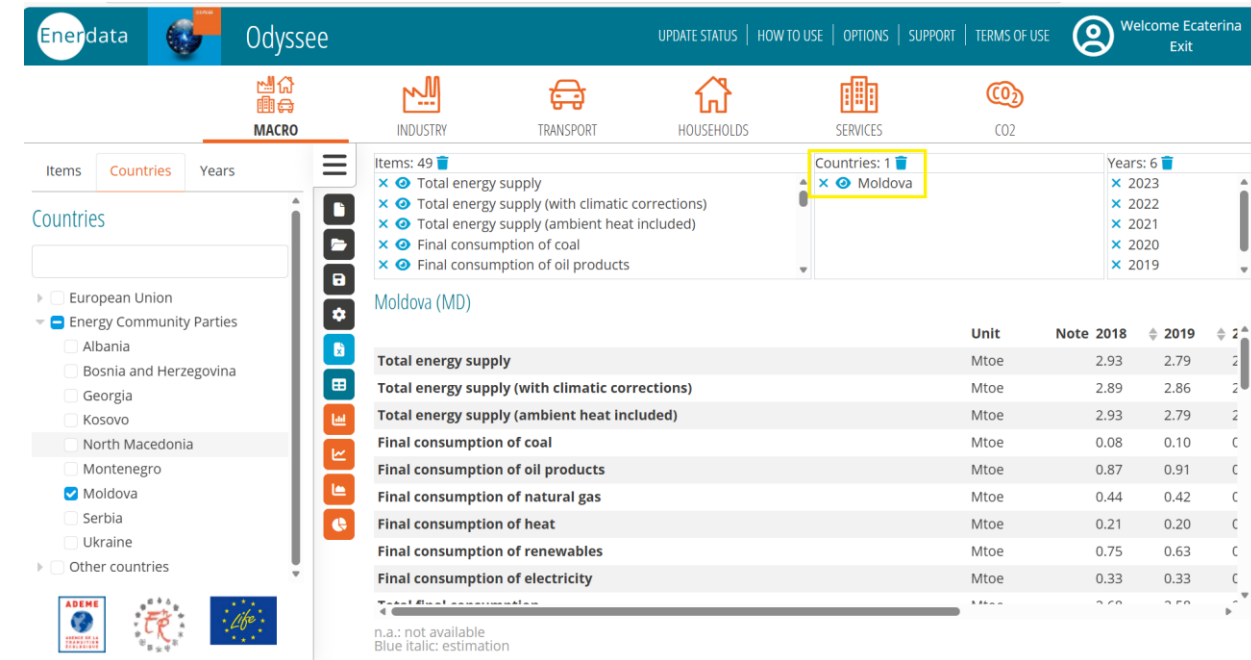 Enerdata
Odyssee
UPDATE STATUS | HOW TO USE | OPTIONS | SUPPORT | TERMS OF USE
Welcome Ecaterina
Exit
MACRO
INDUSTRY
TRANSPORT
HOUSEHOLDS
SERVICES
CO2
CO2
Items Countries Years
Countries
European Union
Energy Community Parties
Albania
Bosnia and Herzegovina
Georgia
Kosovo
North Macedonia
Montenegro
Moldova
Serbia
Ukraine
Other countries
ADEME
AGENCE DE LA
TRANSITION
ÉCOLOGIQUE
Life
Items: 49
Total energy supply
Total energy supply (with climatic corrections)
Total energy supply (ambient heat included)
Final consumption of coal
Final consumption of oil products
Countries: 1
Moldova
Years: 6
2023
2022
2021
2020
2019
Moldova (MD)
Unit Note 2018 2019
Total energy supply Mtoe 2.93 2.79
Total energy supply (with climatic corrections) Mtoe 2.89 2.86
Total energy supply (ambient heat included) Mtoe 2.93 2.79
Final consumption of coal Mtoe 0.08 0.10
Final consumption of oil products Mtoe 0.87 0.91
Final consumption of natural gas Mtoe 0.44 0.42
Final consumption of heat Mtoe 0.21 0.20
Final consumption of renewables Mtoe 0.75 0.63
Final consumption of electricity Mtoe 0.33 0.33
n.a.: not available
Blue italic: estimation